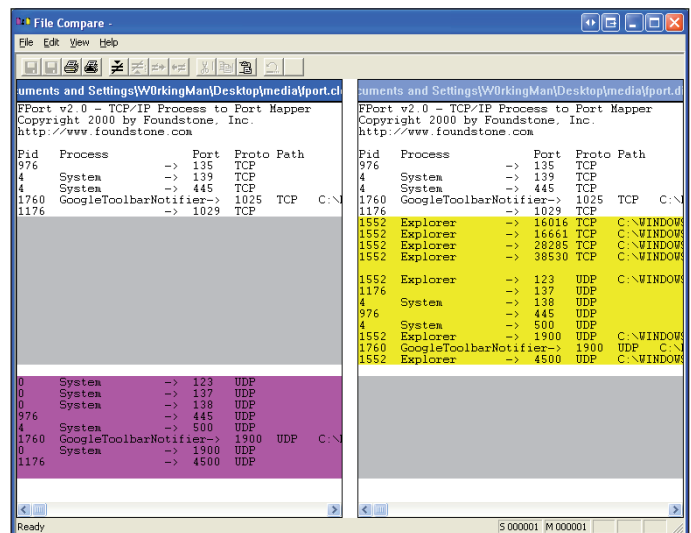 File Compare -
File Edit View Help
uments and Settings\W0rkingMan\Desktop\media\fport.cl
FPort v2.0 - TCP/IP Process to Port Mapper
Copyright 2000 by Foundstone, Inc.
http://www.foundstone.com
Pid Process Port Proto Path
976 -> 135 TCP
4 System -> 139 TCP
4 System -> 445 TCP
1760 GoogleToolbarNotifier-> 1025 TCP C:\
1176 -> 1029 TCP
0 System -> 123 UDP
0 System -> 137 UDP
0 System -> 138 UDP
976 -> 445 UDP
4 System -> 500 UDP
1760 GoogleToolbarNotifier-> 1900 UDP C:\
0 System -> 1900 UDP
1176 -> 4500 UDP
cuments and Settings\W0rkingMan\Desktop\media\fport.di
FPort v2.0 - TCP/IP Process to Port Mapper
Copyright 2000 by Foundstone, Inc.
http://www.foundstone.com
Pid Process Port Proto Path
976 -> 135 TCP
4 System -> 139 TCP
4 System -> 445 TCP
1760 GoogleToolbarNotifier-> 1025 TCP C:\
1176 -> 1029 TCP
1552 Explorer -> 16016 TCP C:\WINDOWS
1552 Explorer -> 16661 TCP C:\WINDOWS
1552 Explorer -> 28285 TCP C:\WINDOWS
1552 Explorer -> 38530 TCP C:\WINDOWS
1552 Explorer -> 123 UDP C:\WINDOWS
1176 -> 137 UDP
4 System -> 138 UDP
976 -> 445 UDP
4 System -> 500 UDP
1552 Explorer -> 1900 UDP C:\WINDOWS
1760 GoogleToolbarNotifier-> 1900 UDP C:\
1552 Explorer -> 4500 UDP C:\WINDOWS
Ready
S 000001 M 000001